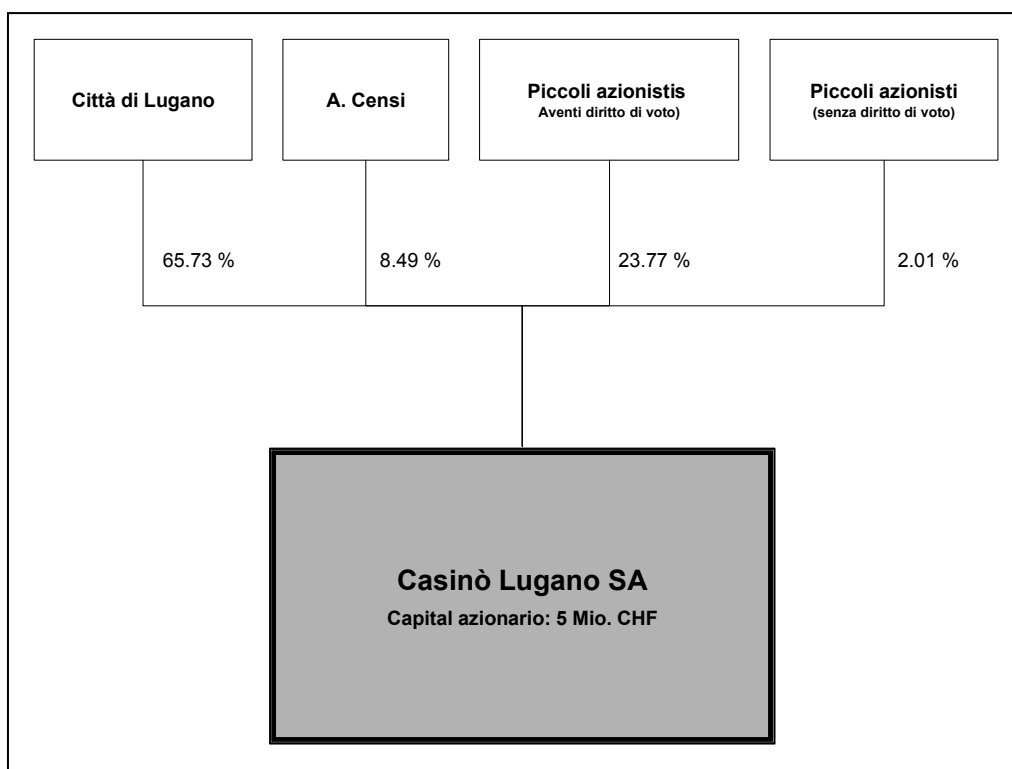 Città di Lugano
A. Censi
Piccoli azionistis
Aventi diritto di voto)
Piccoli azionisti
(senza diritto di voto)
65.73 %
8.49 %
23.77 %
2.01 %
Casinò Lugano SA
Capital azionario: 5 Mio. CHF